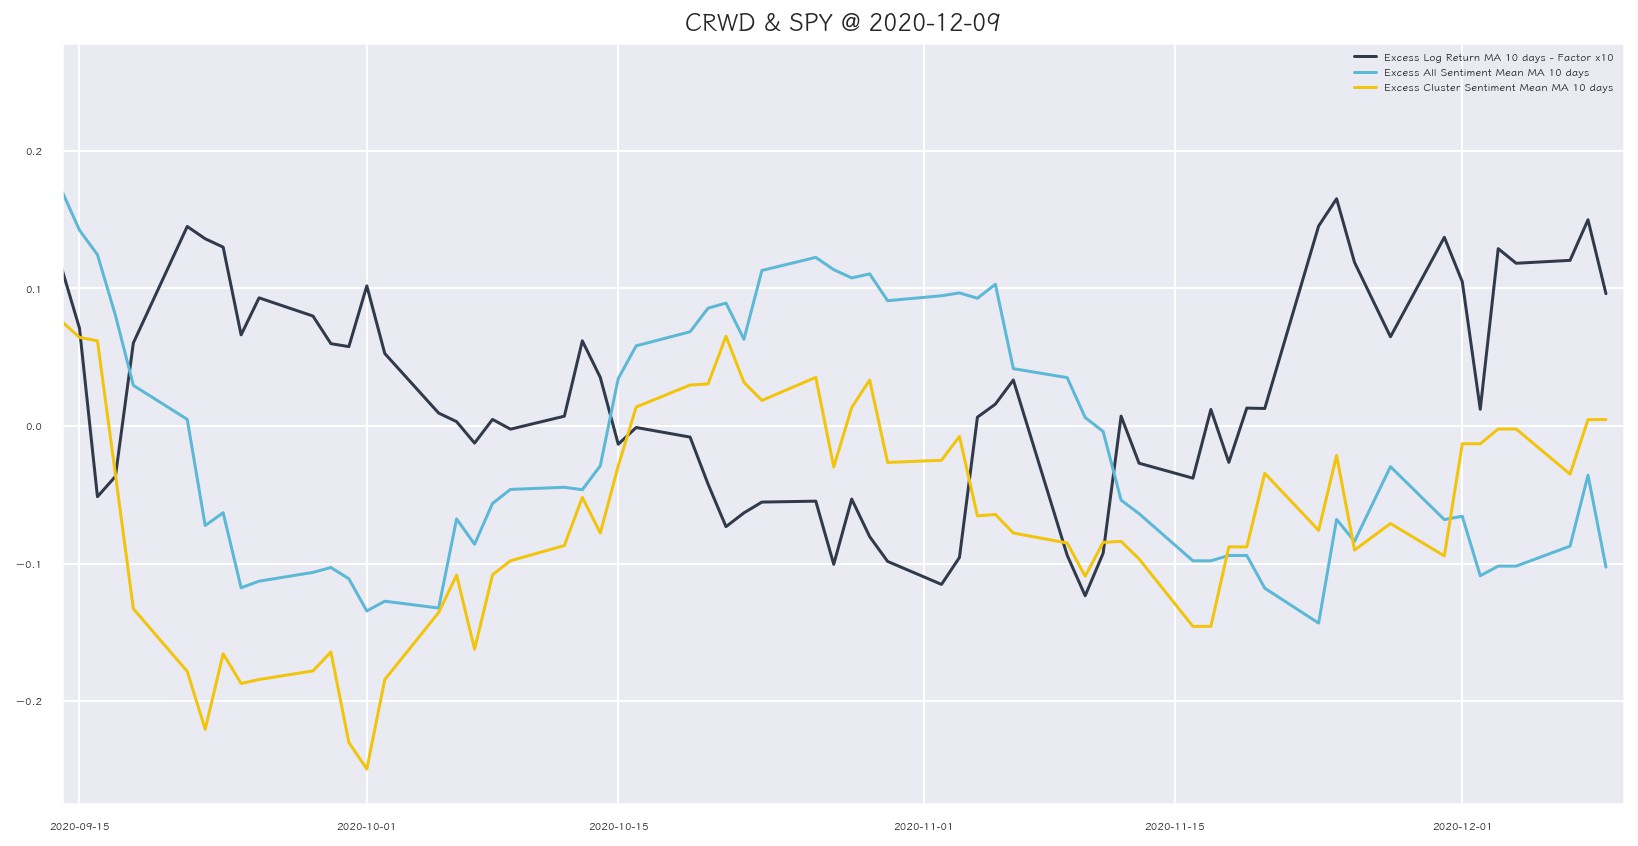 CRWD & SPY @ 2020-12-09
Excess Log Return MA 10 days - Factor x10
Excess All Sentiment Mean MA 10 days
Excess Cluster Sentiment Mean MA 10 days
0.2
0.1
0.0
−0.1
−0.2
2020-09-15 2020-10-01 2020-10-15 2020-11-01 2020-11-15 2020-12-01